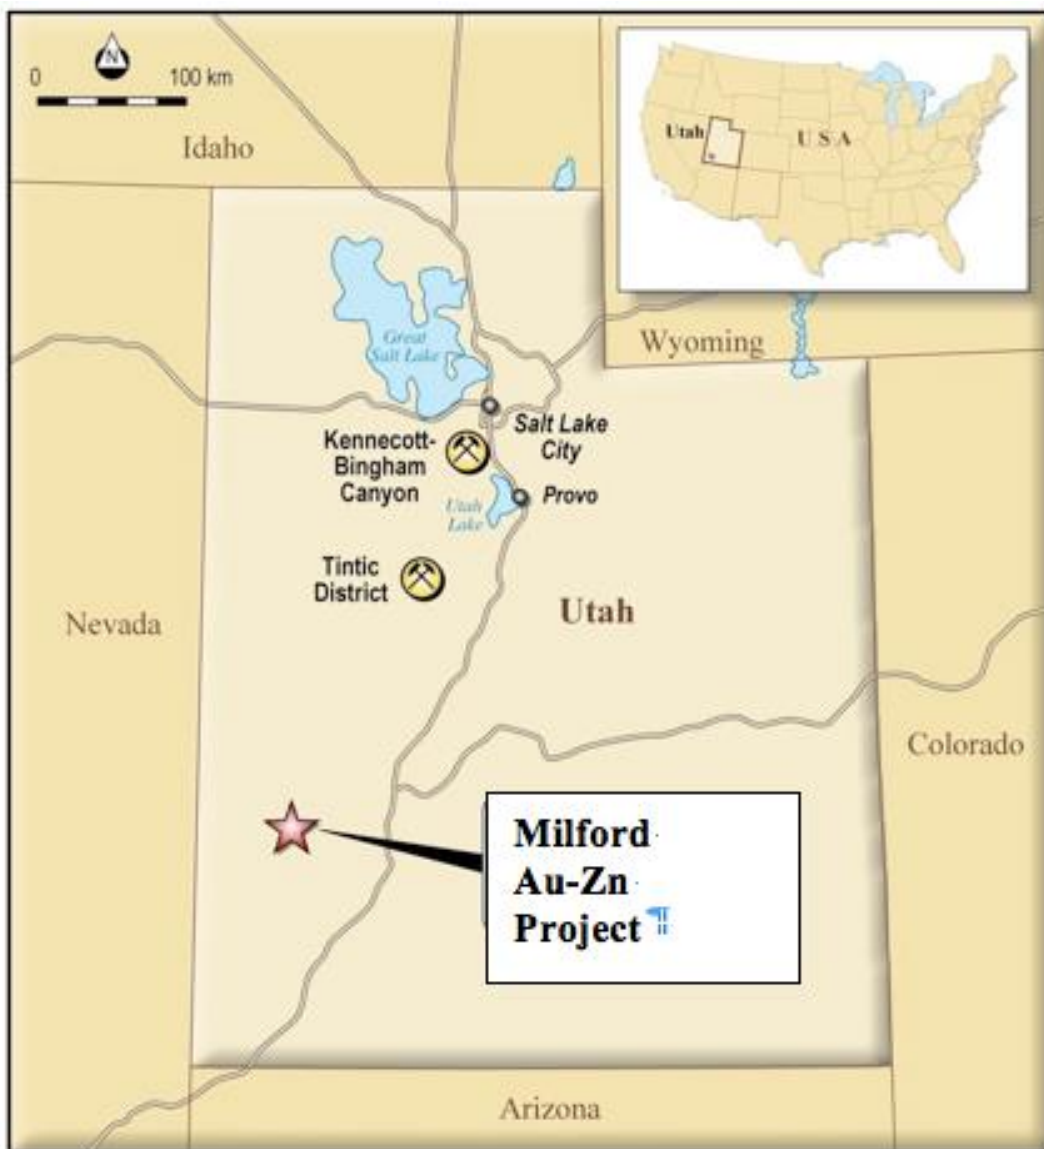 N
0 100 km
Idaho
Utah
U S A
Great
Salt Lake
Wyoming
Salt Lake
City
Kennecott-
Bingham
Canyon
Utah
Lake
Provo
Tintic
District
Nevada
Utah
Colorado
Milford
Au-Zn
Project ¶
Arizona